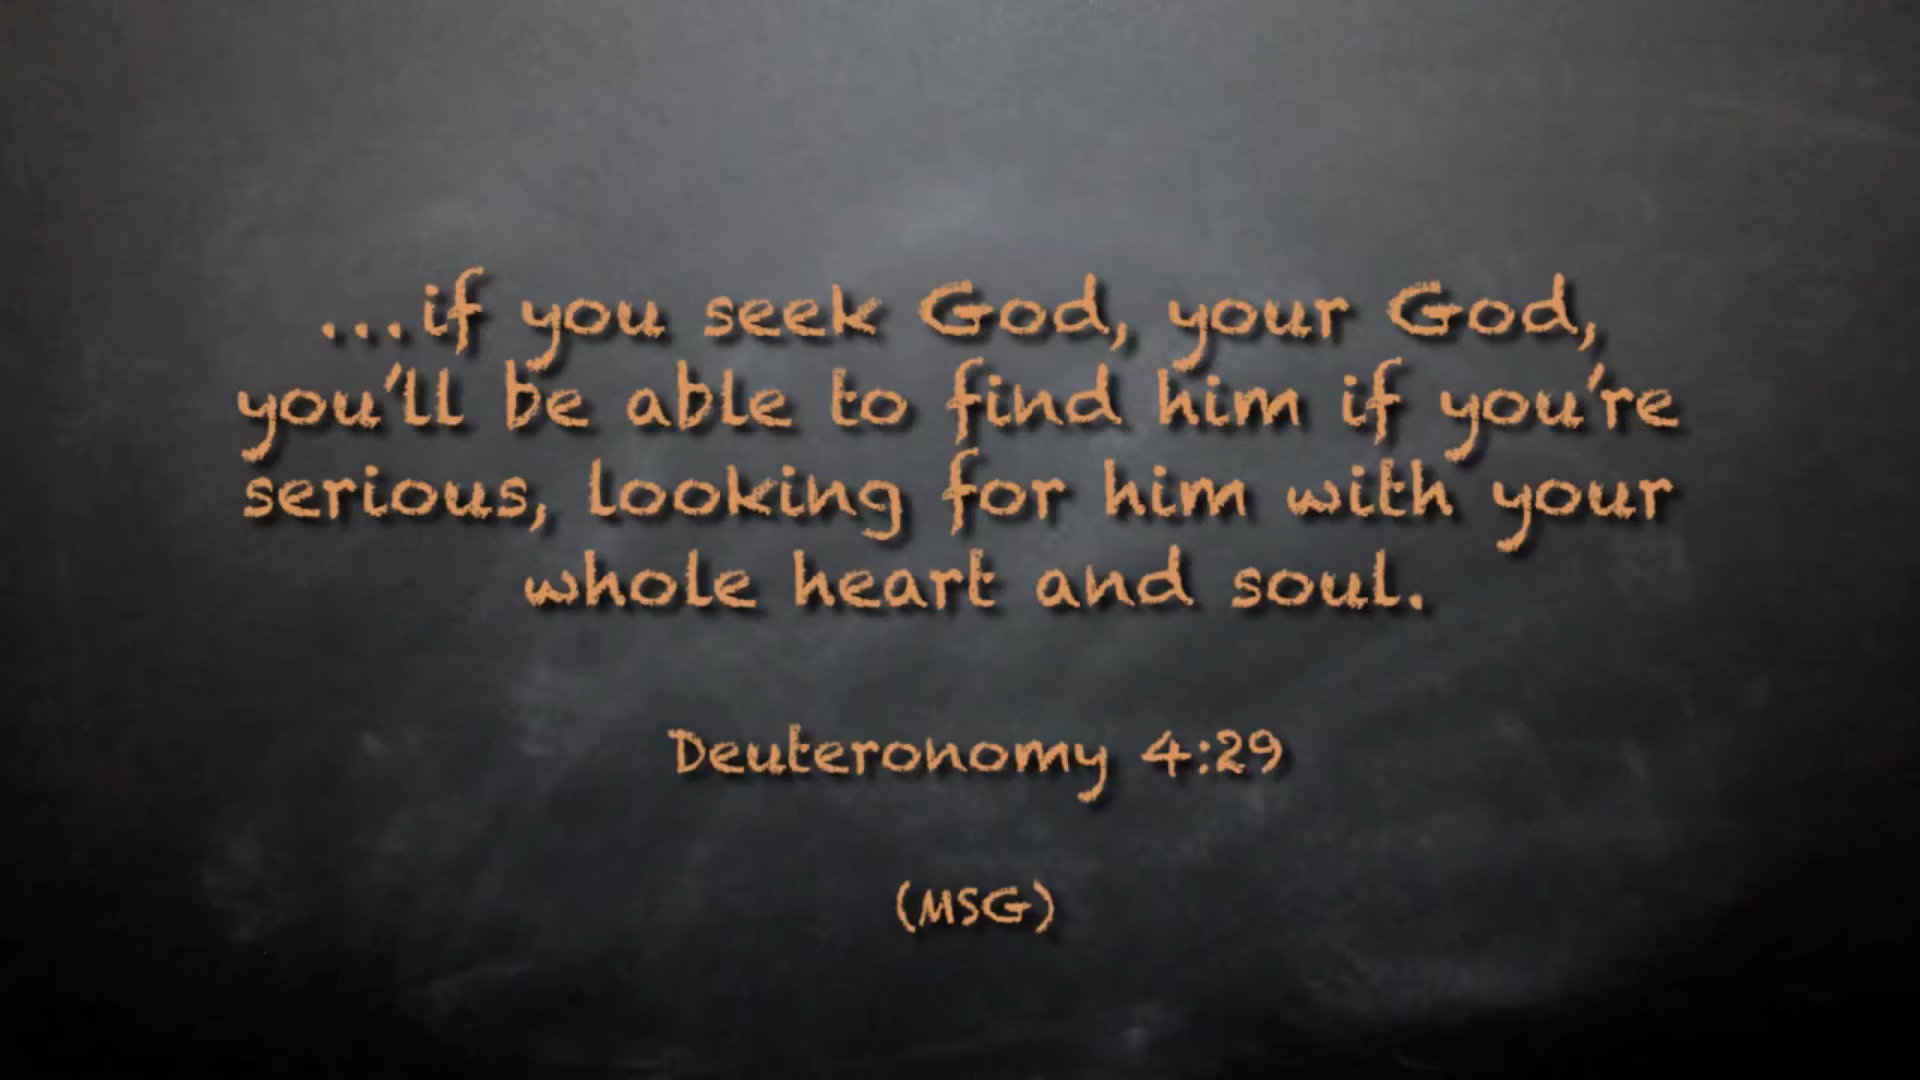 ...if you seek God, your God,
you'll be able to find him if you're
serious, looking for him with your
whole heart and soul.
Deuteronomy 4:29
(MSG)